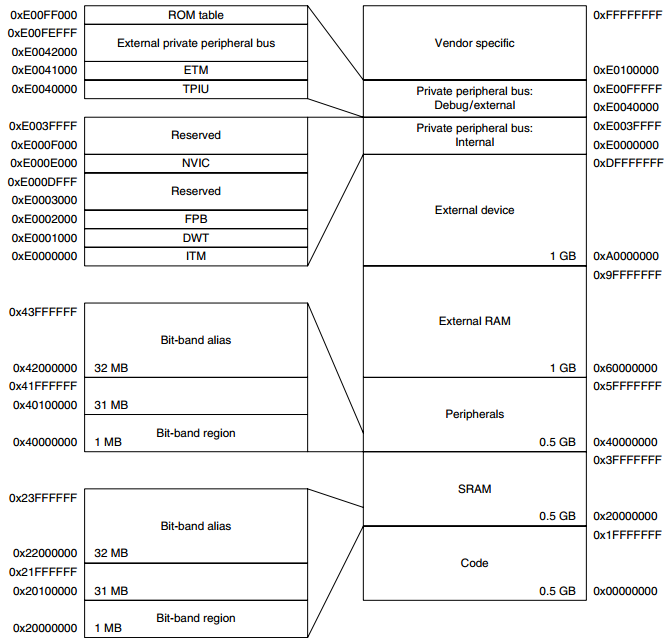 0xE00FF000 ROM table
0xE00FEFFF
External private peripheral bus
0xE0042000
0xE0041000 ETM
0xE0040000 TPIU
0xE003FFFF
Reserved
0xE000F000
0xE000E000 NVIC
0xE000DFFF
Reserved
0xE0003000
0xE0002000 FPB
0xE0001000 DWT
0xE0000000 ITM
0x43FFFFFF
Bit-band alias
0x42000000 32 MB
0x41FFFFFF
0x40100000 31 MB
Bit-band region
0x40000000 1 MB
0x23FFFFFF
Bit-band alias
0x22000000 32 MB
0x21FFFFFF
0x20100000 31 MB
Bit-band region
0x20000000 1 MB
0xFFFFFFFF
Vendor specific
0xE0100000
Private peripheral bus: 0xE00FFFFF
Debug/external 0xE0040000
Private peripheral bus: 0xE003FFFF
Internal 0xE0000000
0xDFFFFFFF
External device
1 GB 0xA0000000
0x9FFFFFFF
External RAM
1 GB 0x60000000
0x5FFFFFFF
Peripherals
0.5 GB 0x40000000
0x3FFFFFFF
SRAM
0.5 GB 0x20000000
0x1FFFFFFF
Code
0.5 GB 0x00000000